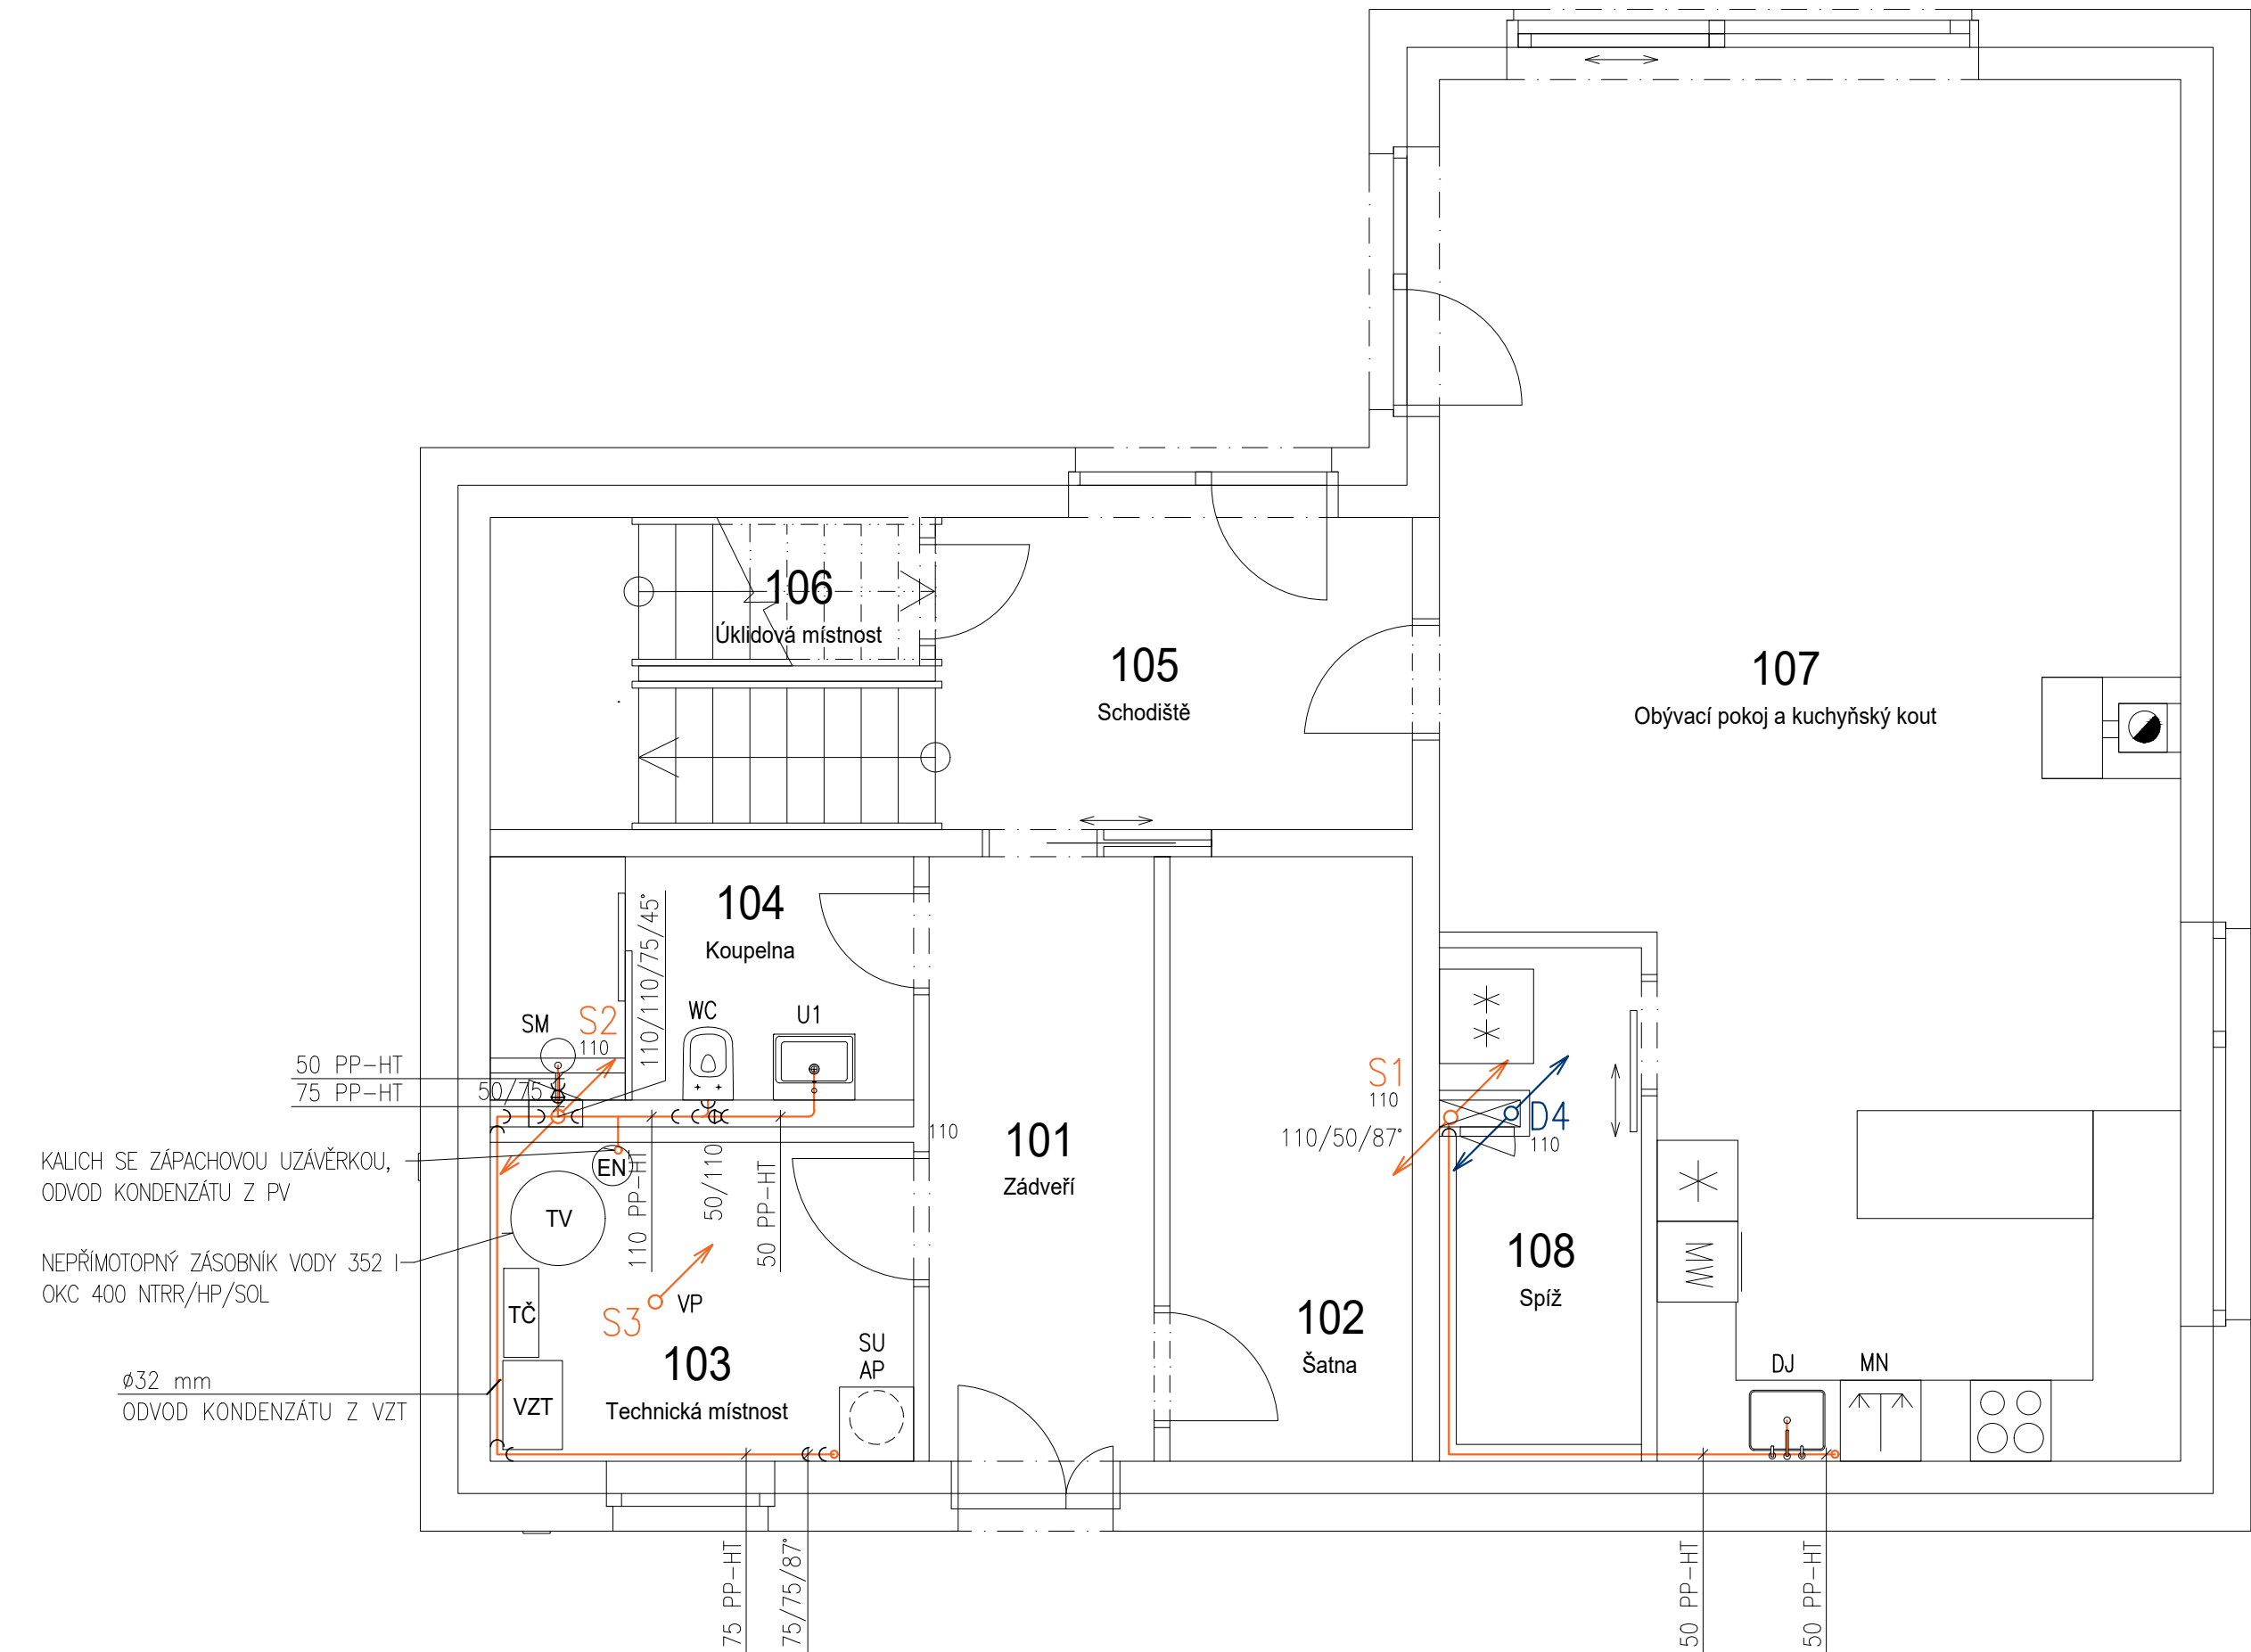 106
Úklidová místnost
105
Schodiště
107
Obývací pokoj a kuchyňský kout
104
Koupelna
110/110/75/45°
WC
U1
SM
S2
110
50 PP-HT
75 PP-HT
50/75
S1
110
110/50/87°
D4
110
110
101
Zádveří
KALICH SE ZÁPACHOVOU UZÁVĚRKOU,
ODVOD KONDENZÁTU Z PV
EN
TV
110 PP-HT
50/110
50 PP-HT
NEPŘÍMOTOPNÝ ZÁSOBNÍK VODY 352 l
OKC 400 NTRR/HP/SOL
TČ
S3
VP
103
Technická místnost
SU
AP
102
Šatna
108
Spíž
MW
DJ
MN
ø32 mm
ODVOD KONDENZÁTU Z VZT
VZT
75 PP-HT
75/75/87°
50 PP-HT
50 PP-HT